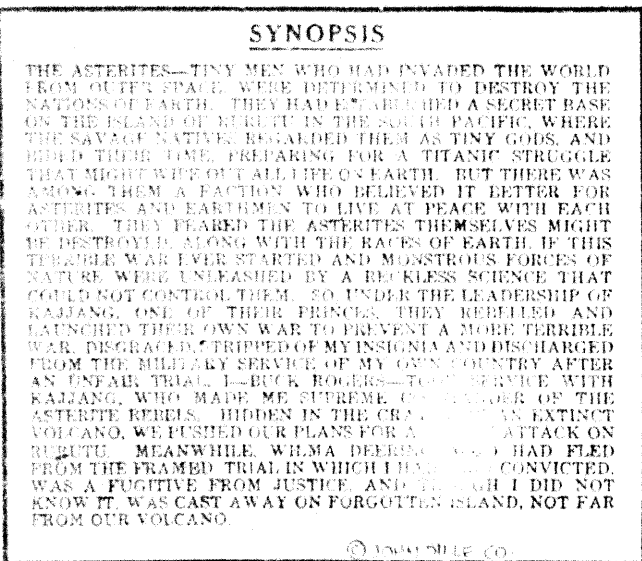 SYNOPSIS
THE ASTERITES—TINY MEN WHO HAD INVADED THE WORLD
FROM OUTER SPACE, WERE DETERMINED TO DESTROY THE
NATIONS OF EARTH. THEY HAD ESTABLISHED A SECRET BASE
ON THE ISLAND OF RURUTU IN THE SOUTH PACIFIC, WHERE
THE SAVAGE NATIVES REGARDED THEM AS TINY GODS, AND
BIDED THEIR TIME, PREPARING FOR A TITANIC STRUGGLE
THAT MIGHT WIPE OUT ALL LIFE ON EARTH. BUT THERE WAS
AMONG THEM A FACTION WHO BELIEVED IT BETTER FOR
ASTERITES AND EARTHMEN TO LIVE AT PEACE WITH EACH
OTHER. THEY FEARED THE ASTERITES THEMSELVES MIGHT
BE DESTROYED, ALONG WITH THE RACES OF EARTH, IF THIS
TERRIBLE WAR EVER STARTED AND MONSTROUS FORCES OF
NATURE WERE UNLEASHED BY A RECKLESS SCIENCE THAT
COULD NOT CONTROL THEM. SO, UNDER THE LEADERSHIP OF
KAJJANG, ONE OF THEIR PRINCES, THEY REBELLED AND
LAUNCHED THEIR OWN WAR TO PREVENT A MORE TERRIBLE
WAR. DISGRACED, STRIPPED OF MY INSIGNIA AND DISCHARGED
FROM THE MILITARY SERVICE OF MY OWN COUNTRY AFTER
AN UNFAIR TRIAL, I—BUCK ROGERS—TOOK SERVICE WITH
KAJJANG, WHO MADE ME SUPREME OF THE
ASTERITE REBELS. HIDDEN IN THE AN EXTINCT
VOLCANO, WE PUSHED OUR PLANS FOR A ATTACK ON
RURUTU. MEANWHILE, WILMA DEERING, WHO HAD FLED
FROM THE FRAMED TRIAL IN WHICH I CONVICTED,
WAS A FUGITIVE FROM JUSTICE, AND THOUGH I DID NOT
KNOW IT, WAS CAST AWAY ON FORGOTTEN ISLAND, NOT FAR
FROM OUR VOLCANO.
© JOHN DILLE CO.